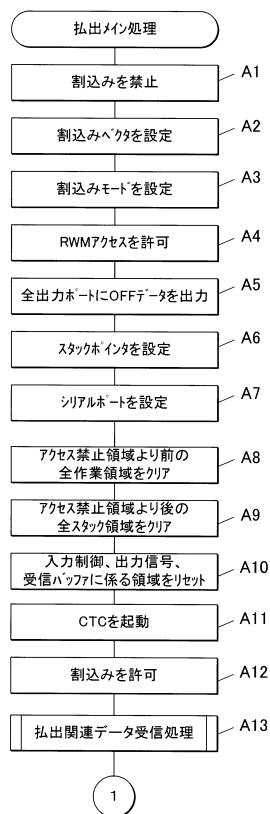 払出ﾒｲﾝ処理
割込みを禁止
A1
割込みﾍﾞｸﾀを設定
A2
割込みﾓｰﾄﾞを設定
A3
RWMｱｸｾｽを許可
A4
全出力ﾎﾟｰﾄにOFFﾃﾞｰﾀを出力
A5
ｽﾀｯｸﾎﾟｲﾝﾀを設定
A6
ｼﾘｱﾙﾎﾟｰﾄを設定
A7
ｱｸｾｽ禁止領域より前の
全作業領域をｸﾘｱ
A8
ｱｸｾｽ禁止領域より後の
全ｽﾀｯｸ領域をｸﾘｱ
A9
入力制御、出力信号、
受信ﾊﾞｯﾌｧに係る領域をﾘｾｯﾄ
A10
CTCを起動
A11
割込みを許可
A12
払出関連データ受信処理
A13
1